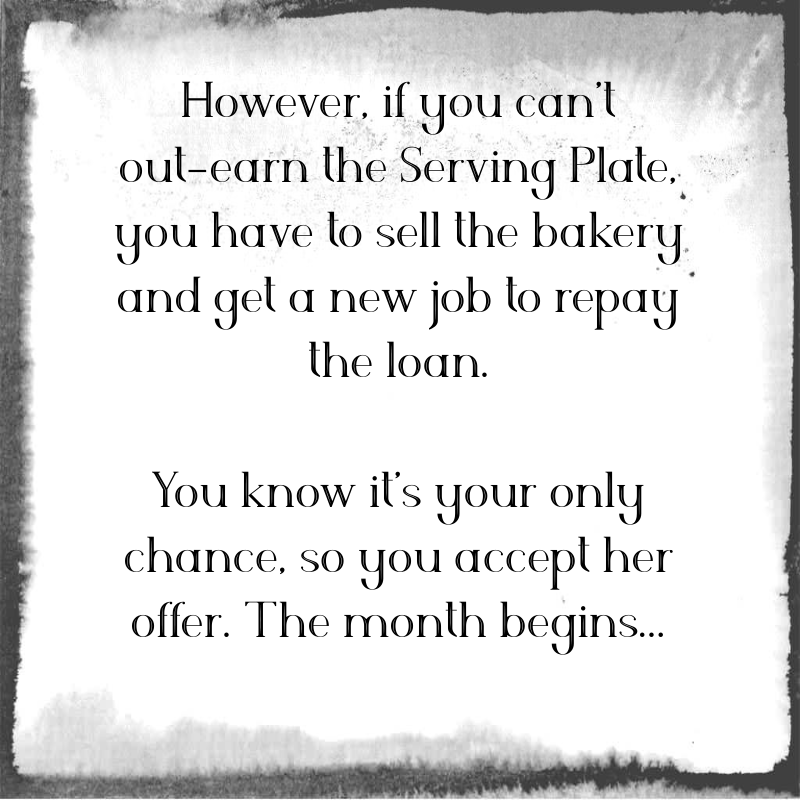 However, if you can't
out-earn the Serving Plate,
you have to sell the bakery
and get a new job to repay
the loan.
You know it's your only
chance, so you accept her
offer. The month begins...